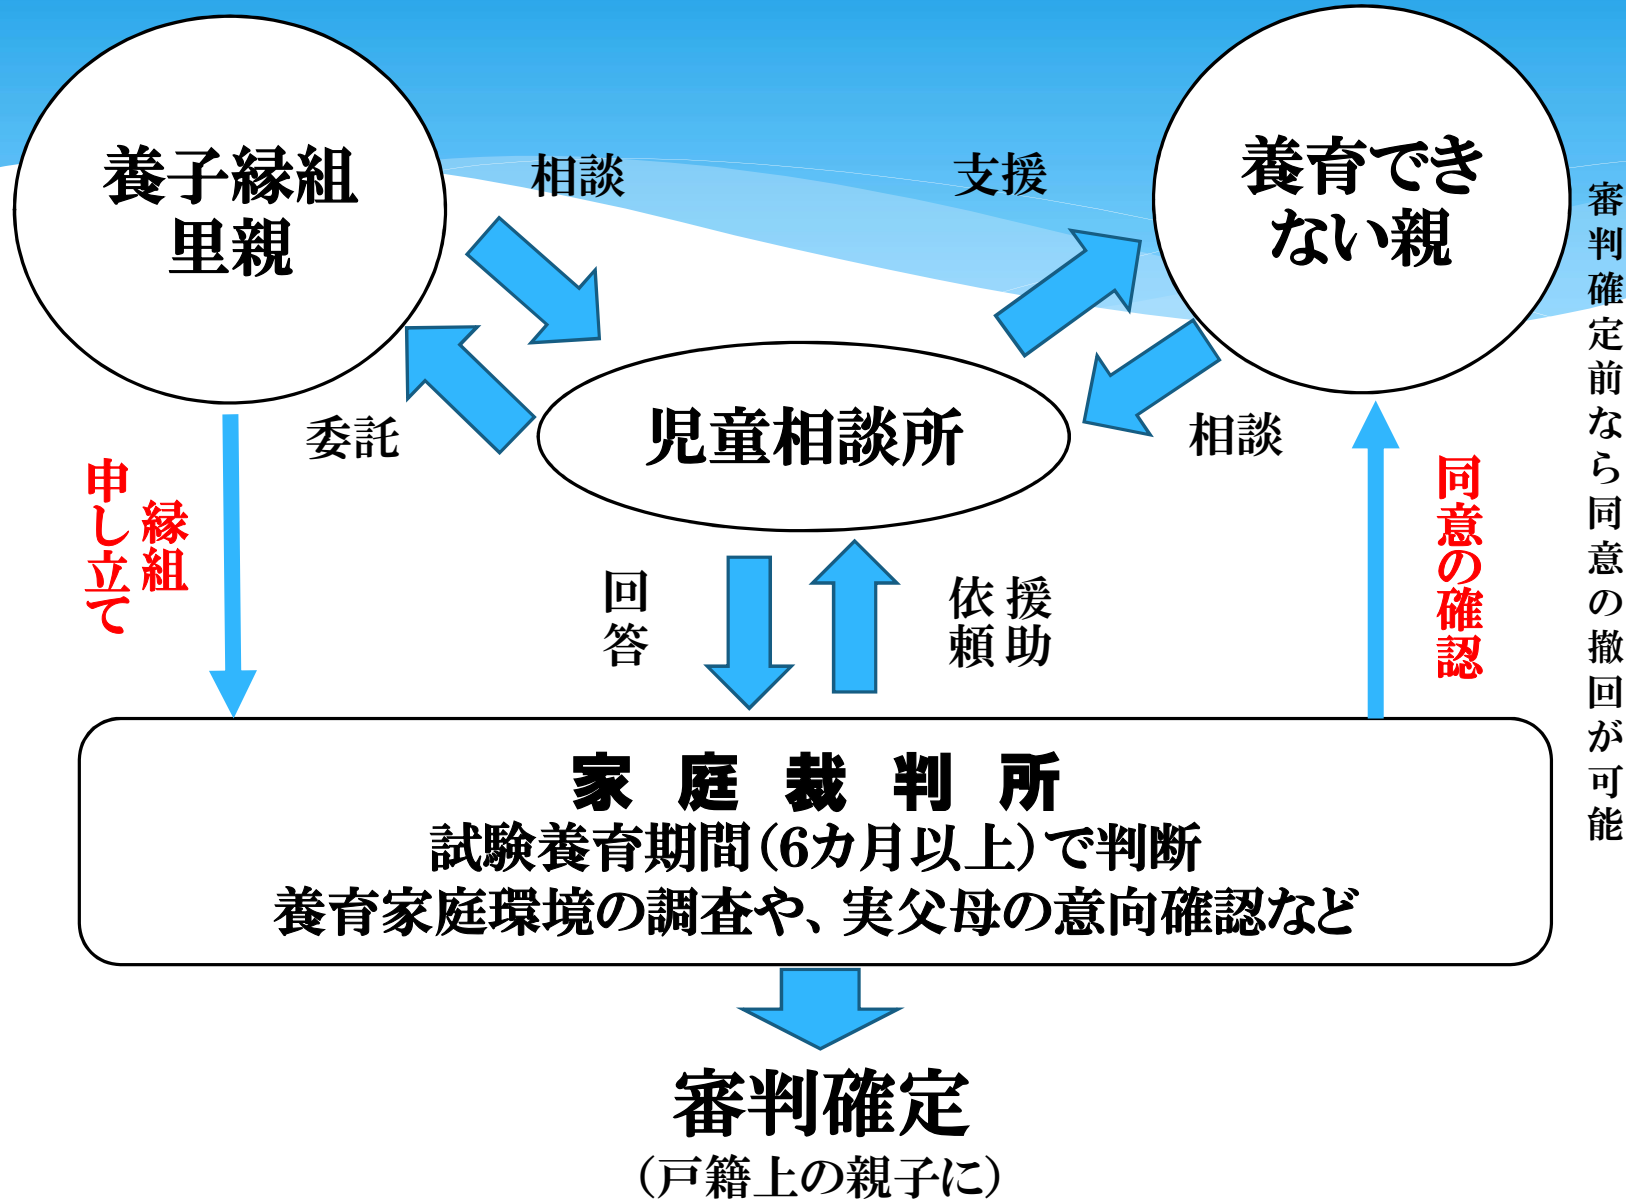 養子縁組
里親
相談
支援
養育でき
ない親
児童相談所
委託
相談
縁組
申し立て
回答
援助
依頼
同意の確認
審判確定前なら同意の撤回が可能
家庭裁判所
試験養育期間(6カ月以上)で判断
養育家庭環境の調査や、実父母の意向確認など
審判確定
(戸籍上の親子に)